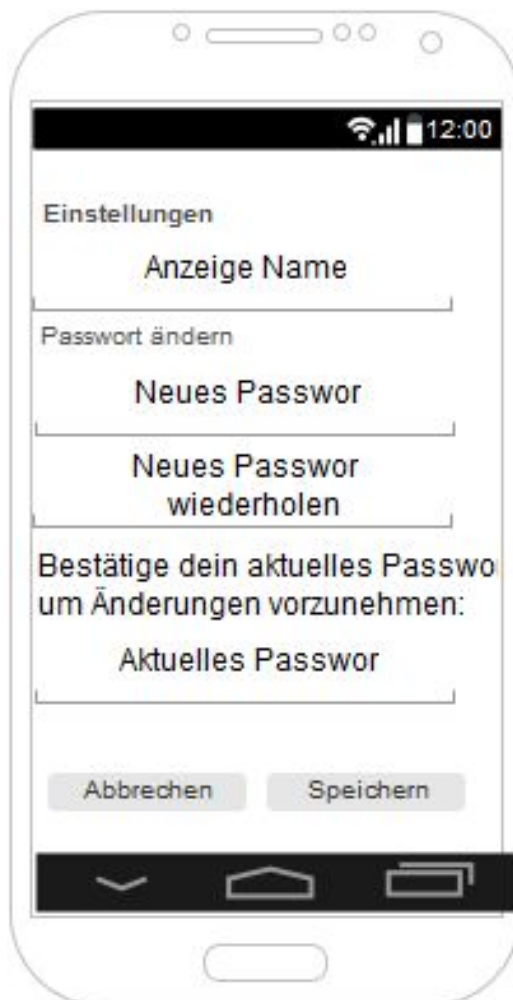 12:00
Einstellungen
Anzeige Name
Passwort ändern
Neues Passwor
Neues Passwor
wiederholen
Bestätige dein aktuelles Passwo
um Änderungen vorzunehmen:
Aktuelles Passwor
Abbrechen Speichern